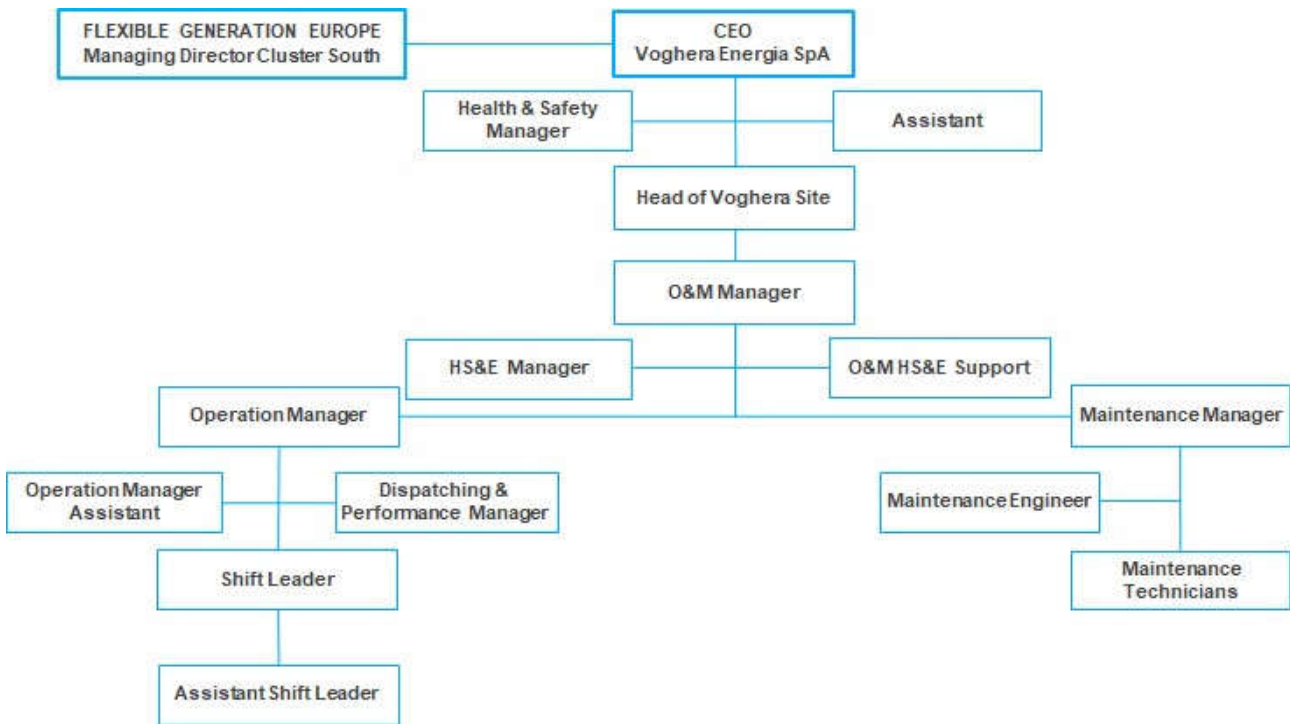 FLEXIBLE GENERATION EUROPE
Managing Director Cluster South
CEO
Voghera Energia SpA
Health & Safety
Manager
Assistant
Head of Voghera Site
O&M Manager
HS&E Manager
O&M HS&E Support
Operation Manager
Maintenance Manager
Operation Manager
Assistant
Dispatching &
Performance Manager
Maintenance Engineer
Shift Leader
Maintenance
Technicians
Assistant Shift Leader